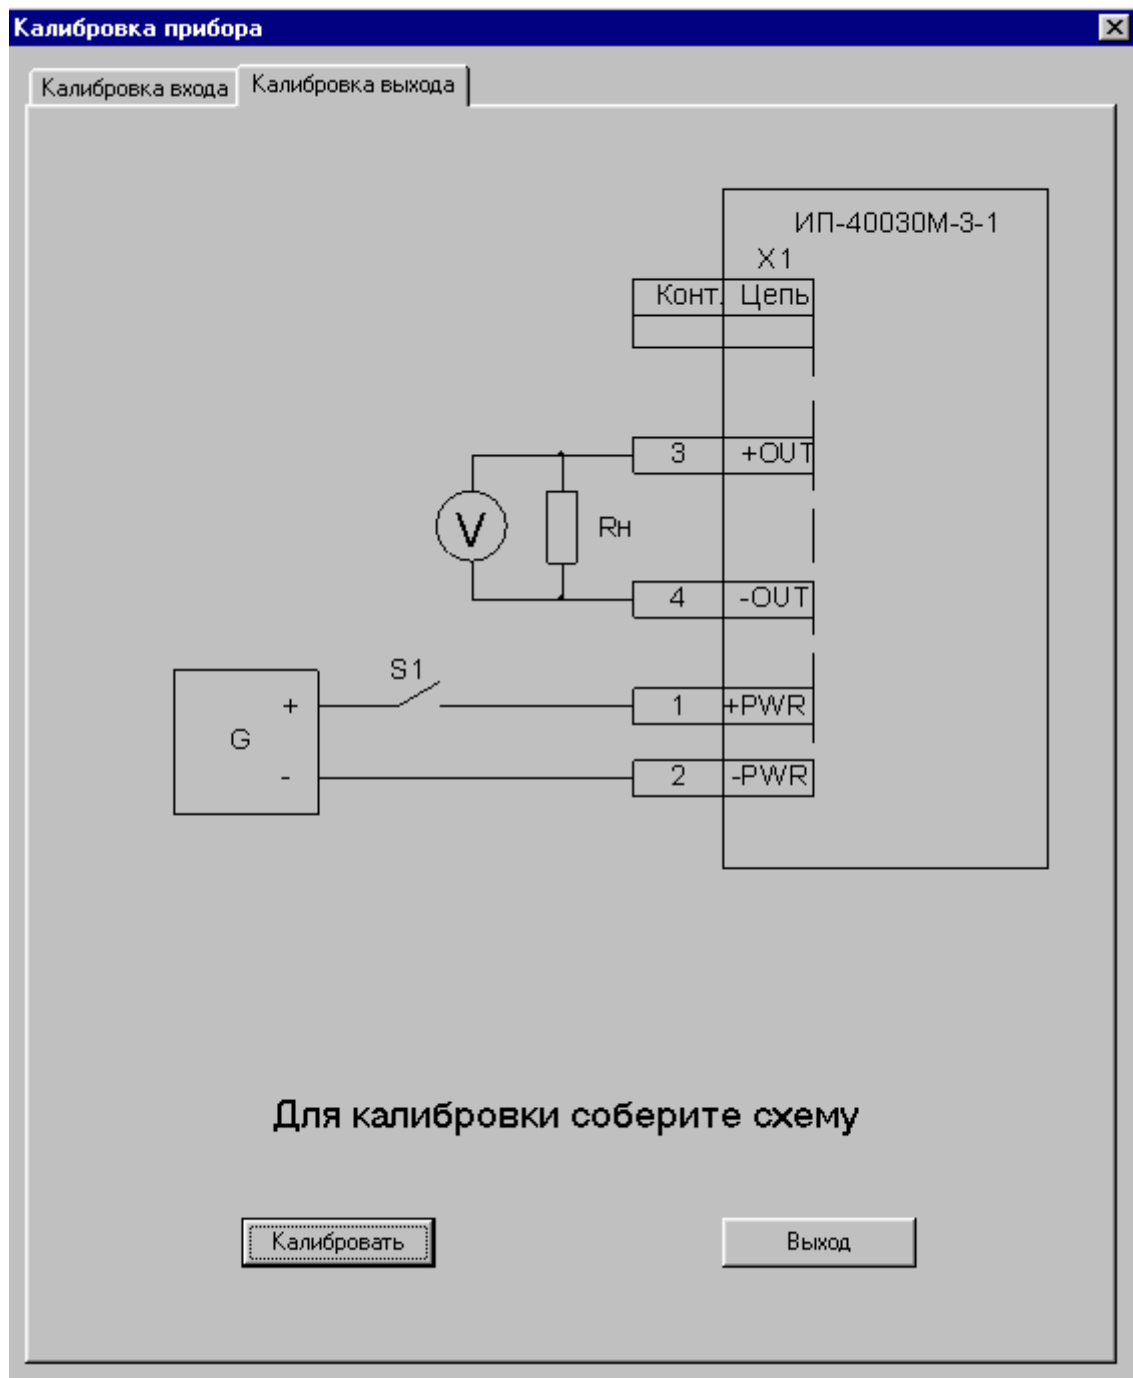 Калибровка прибора
Калибровка входа Калибровка выхода
ИП-40030М-3-1
X1
Конт. Цепь
3 +OUT
V Rн
4 -OUT
S1
+ 1 +PWR
G
- 2 -PWR
Для калибровки соберите схему
Калибровать Выход